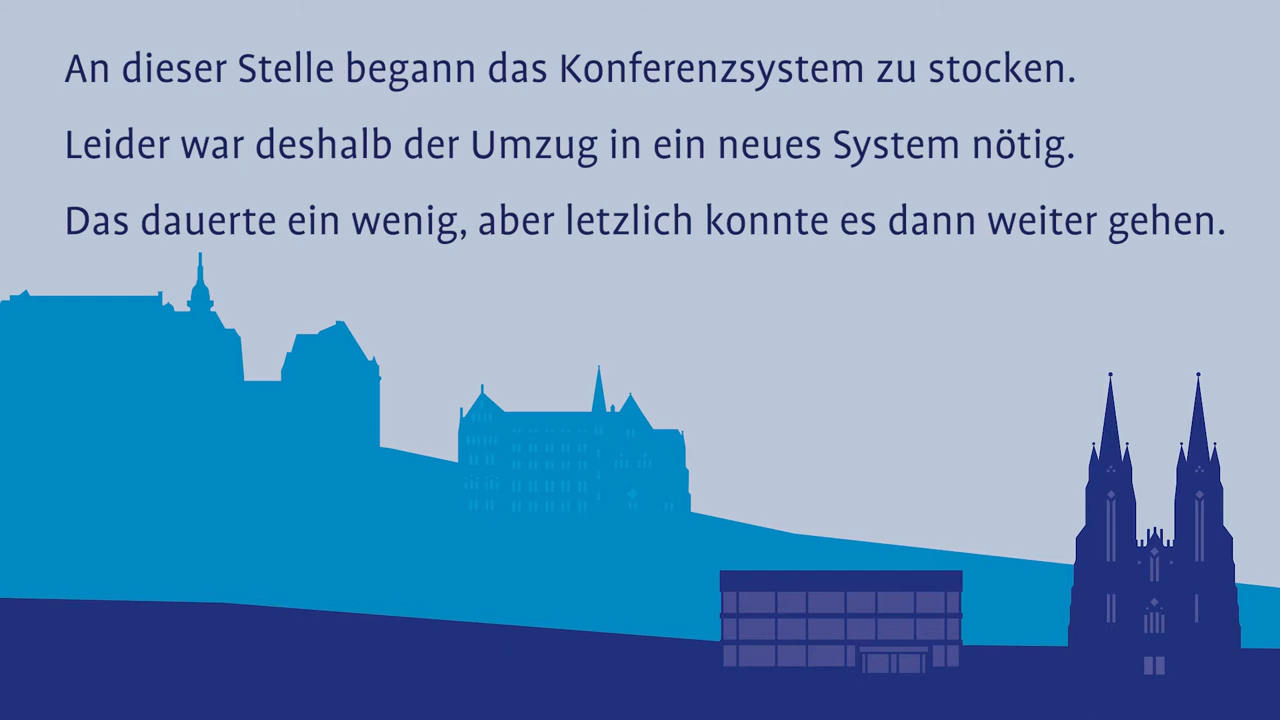 An dieser Stelle begann das Konferenzsystem zu stocken.
Leider war deshalb der Umzug in ein neues System nötig.
Das dauerte ein wenig, aber letzlich konnte es dann weiter gehen.